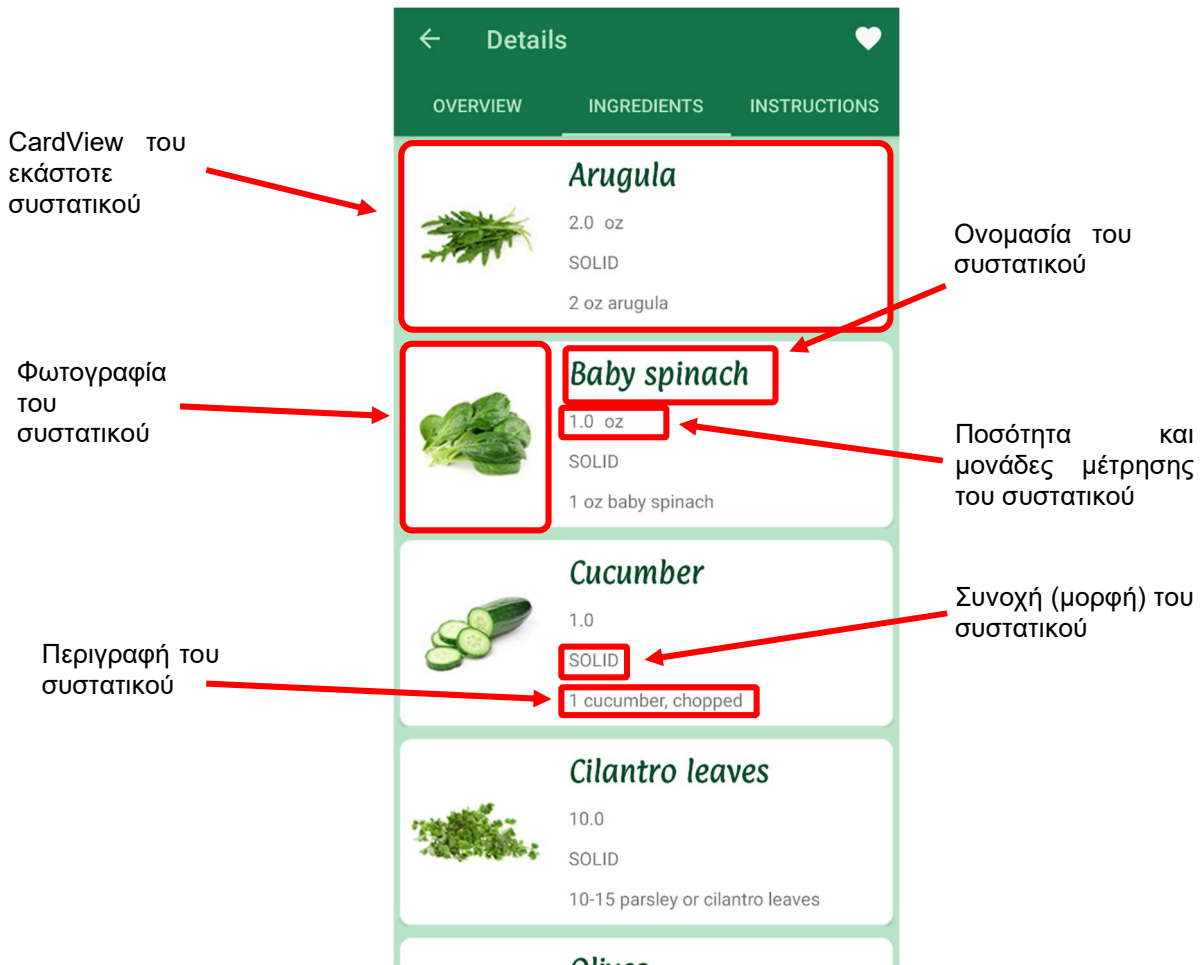 Details
OVERVIEW INGREDIENTS INSTRUCTIONS
CardView του
εκάστοτε
συστατικού
Arugula
2.0 oz
SOLID
2 oz arugula
Ονομασία του
συστατικού
Φωτογραφία
του
συστατικού
Baby spinach
1.0 oz
SOLID
1 oz baby spinach
Ποσότητα και
μονάδες μέτρησης
του συστατικού
Cucumber
1.0
SOLID
1 cucumber, chopped
Συνοχή (μορφή) του
συστατικού
Περιγραφή του
συστατικού
Cilantro leaves
10.0
SOLID
10-15 parsley or cilantro leaves